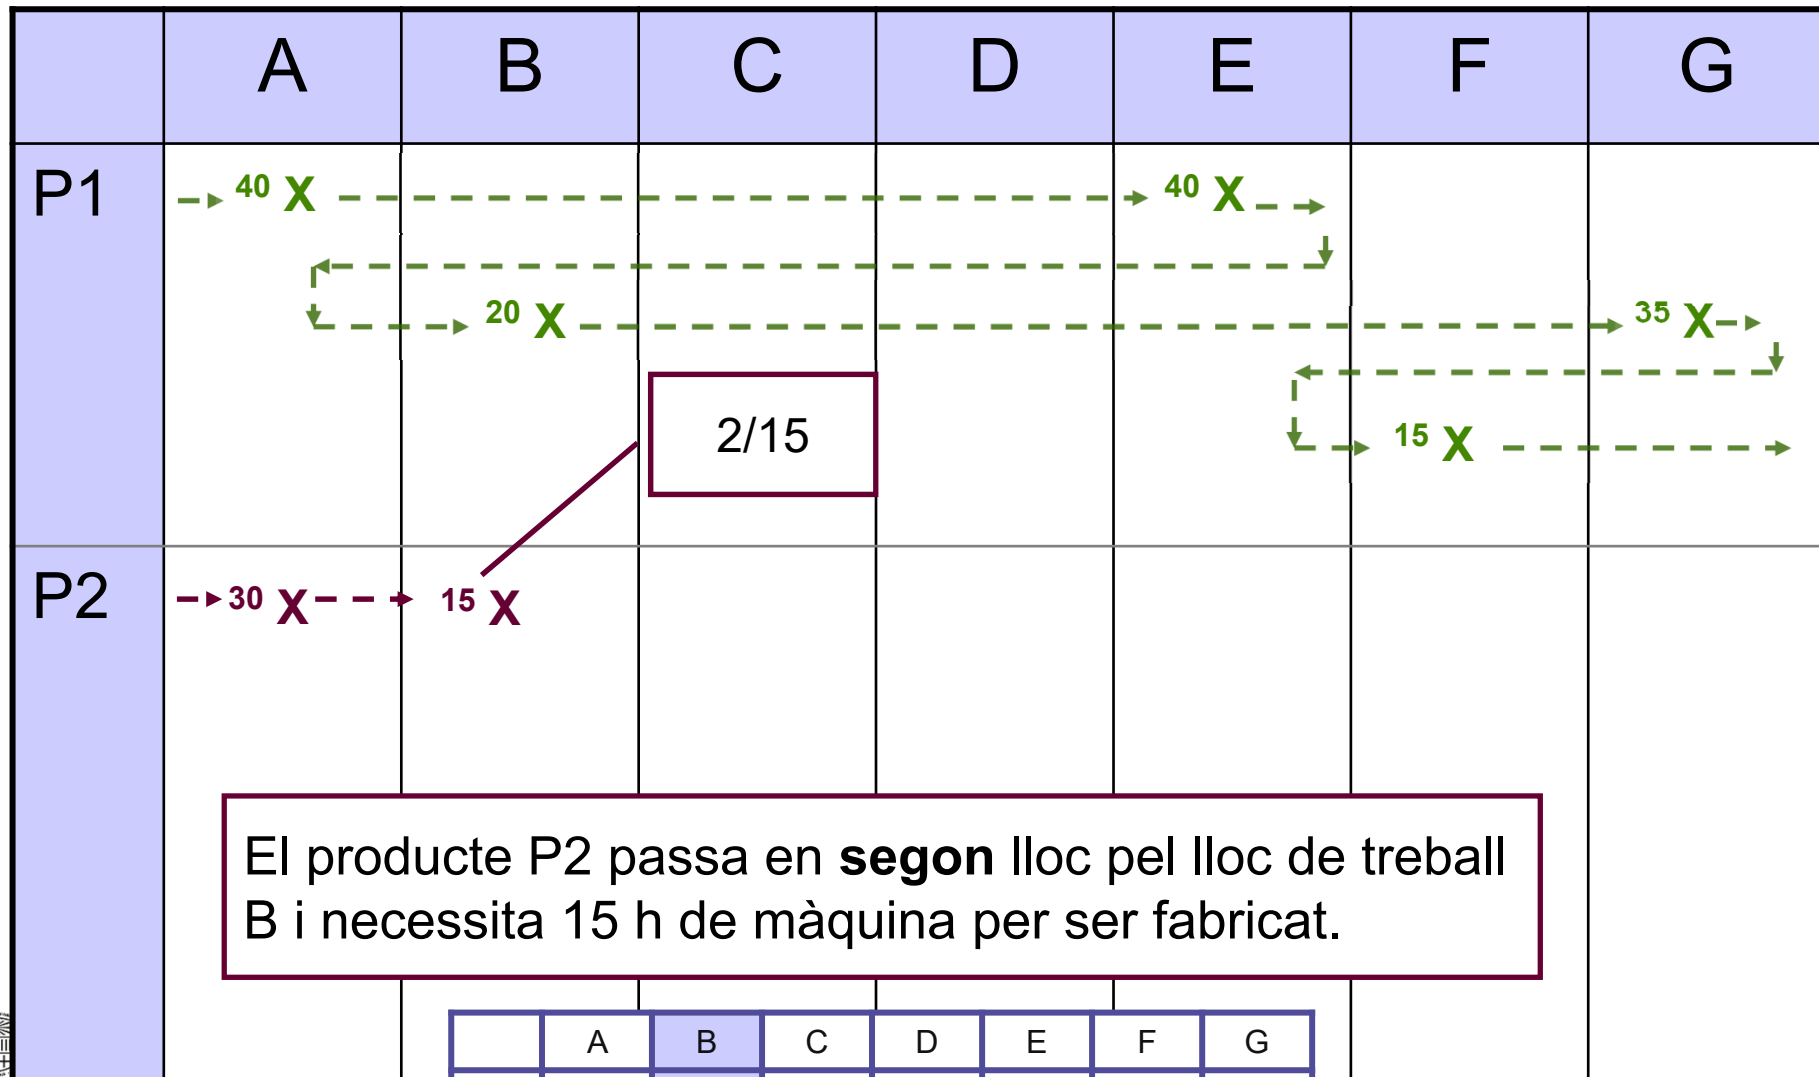 A B C D E F G
P1 40 X 40 X
20 X 35 X
2/15
15 X
P2 30 X 15 X
El producte P2 passa en segon lloc pel lloc de treball
B i necessita 15 h de màquina per ser fabricat.
A B C D E F G